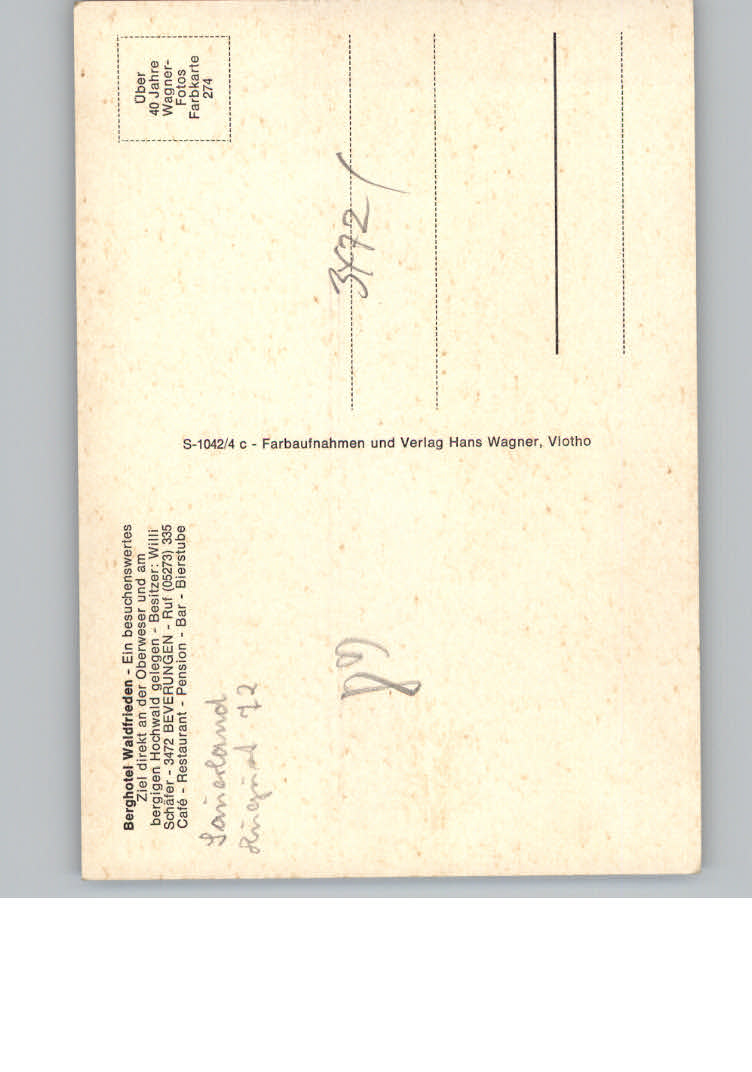 Berghotel Waldfrieden - Ein besuchenswertes
Ziel direkt an der Oberweser und am
bergigen Hochwald gelegen - Besitzer: Willi
Schäfer - 3472 BEVERUNGEN - Ruf (05273) 335
Café - Restaurant - Pension - Bar - Bierstube
Sauerland
72
S-1042/4 c - Farbaufnahmen und Verlag Hans Wagner, Vlotho
Über
40 Jahre
Wagner-
Fotos
Farbkarte
274
3472 /